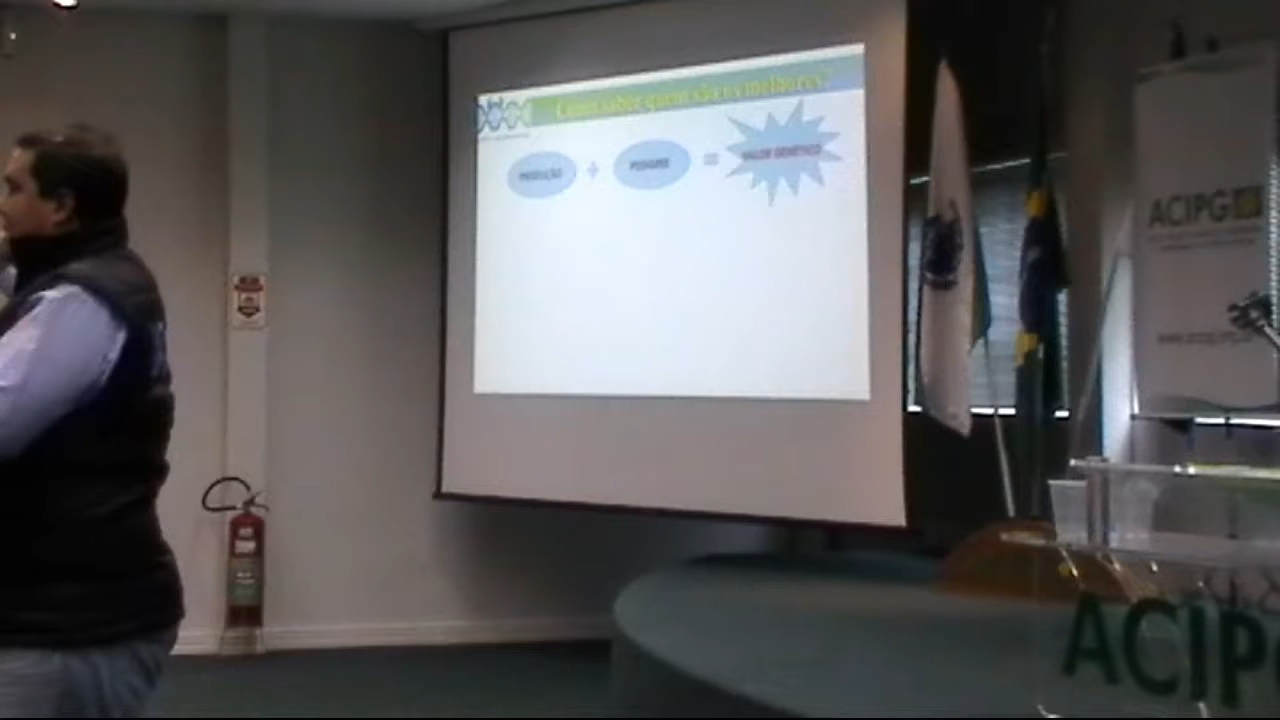 Como saber quem são os melhores?
PRODUÇÃO + PEDIGREE = VALOR GENÉTICO
ACIPG
ACIPG